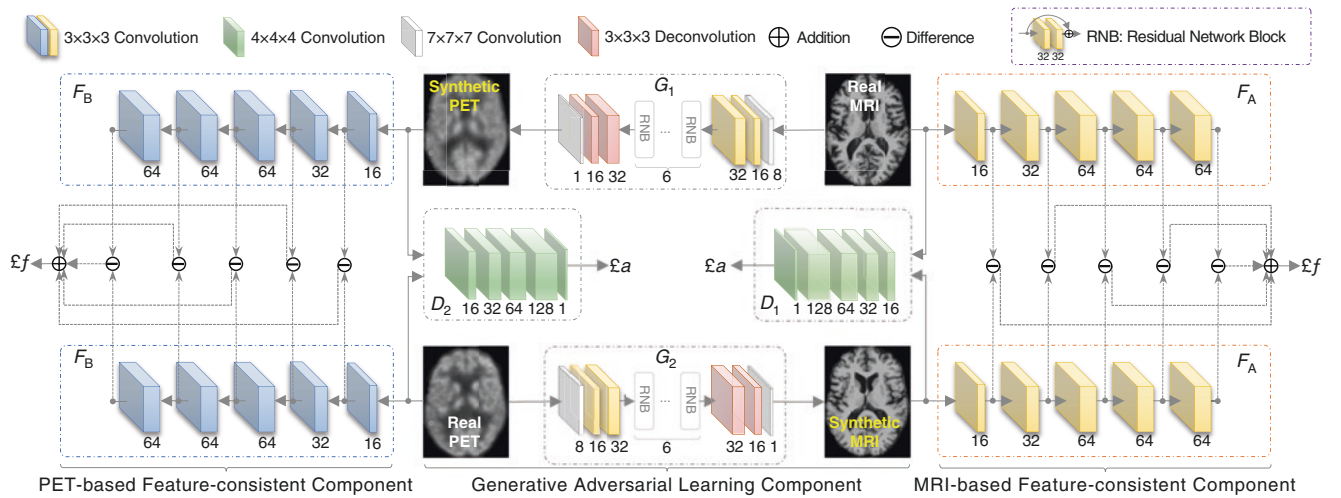 3×3×3 Convolution 4×4×4 Convolution 7×7×7 Convolution 3×3×3 Deconvolution Addition Difference RNB: Residual Network Block
32 32
F_B Synthetic PET G_1 Real MRI F_A
RNB ... RNB
64 64 64 32 16 1 16 32 6 32 16 8 16 32 64 64 64
£f £a £a £f
D_2 16 32 64 128 1 D_1 1 128 64 32 16
F_B G_2 F_A
RNB ... RNB
Real PET Synthetic MRI
64 64 64 32 16 8 16 32 6 32 16 1 16 32 64 64 64
PET-based Feature-consistent Component Generative Adversarial Learning Component MRI-based Feature-consistent Component